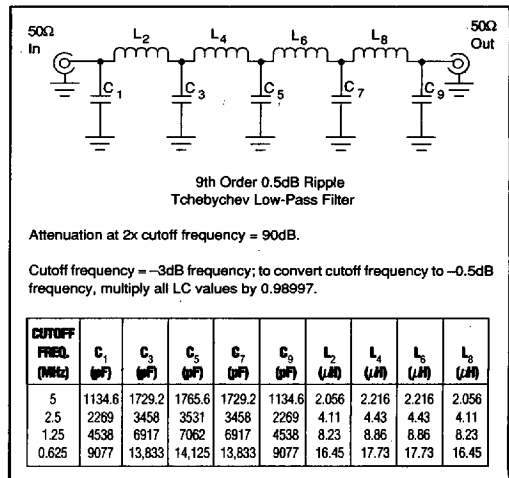 50Ω
In
L2
L4
L6
L8
50Ω
Out
C1
C3
C5
C7
C9
9th Order 0.5dB Ripple
Tchebychev Low-Pass Filter
Attenuation at 2x cutoff frequency = 90dB.
Cutoff frequency = –3dB frequency; to convert cutoff frequency to –0.5dB
frequency, multiply all LC values by 0.98997.
CUTOFF FREQ. (MHz) C1 (pF) C3 (pF) C5 (pF) C7 (pF) C9 (pF) L2 (μH) L4 (μH) L6 (μH) L8 (μH)
5 1134.6 1729.2 1765.6 1729.2 1134.6 2.056 2.216 2.216 2.056
2.5 2269 3458 3531 3458 2269 4.11 4.43 4.43 4.11
1.25 4538 6917 7062 6917 4538 8.23 8.86 8.86 8.23
0.625 9077 13,833 14,125 13,833 9077 16.45 17.73 17.73 16.45